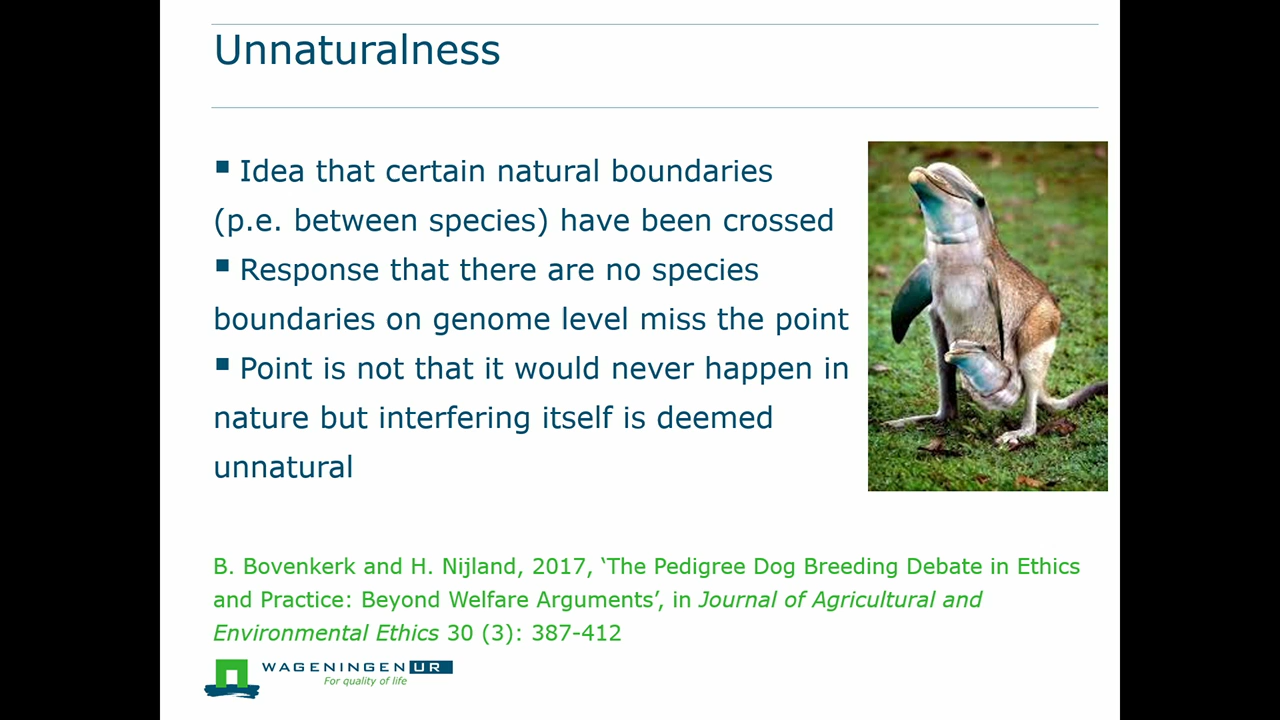 Unnaturalness
▪ Idea that certain natural boundaries
(p.e. between species) have been crossed
▪ Response that there are no species
boundaries on genome level miss the point
▪ Point is not that it would never happen in
nature but interfering itself is deemed
unnatural
B. Bovenkerk and H. Nijland, 2017, ‘The Pedigree Dog Breeding Debate in Ethics
and Practice: Beyond Welfare Arguments’, in Journal of Agricultural and
Environmental Ethics 30 (3): 387-412
WAGENINGEN UR
For quality of life